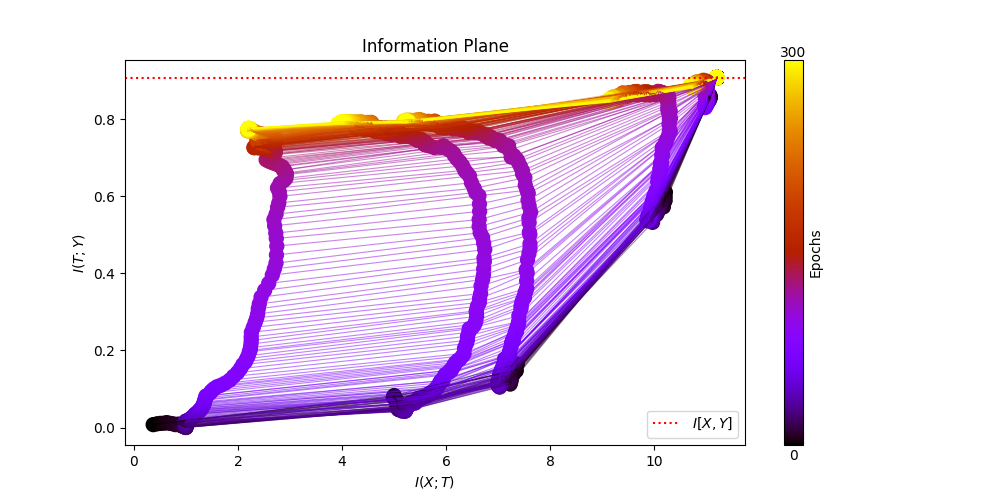 Information Plane
300
0.8
0.6
0.4
0.2
0.0
I(T; Y)
Epochs
I[X, Y]
0
0 2 4 6 8 10
I(X; T)